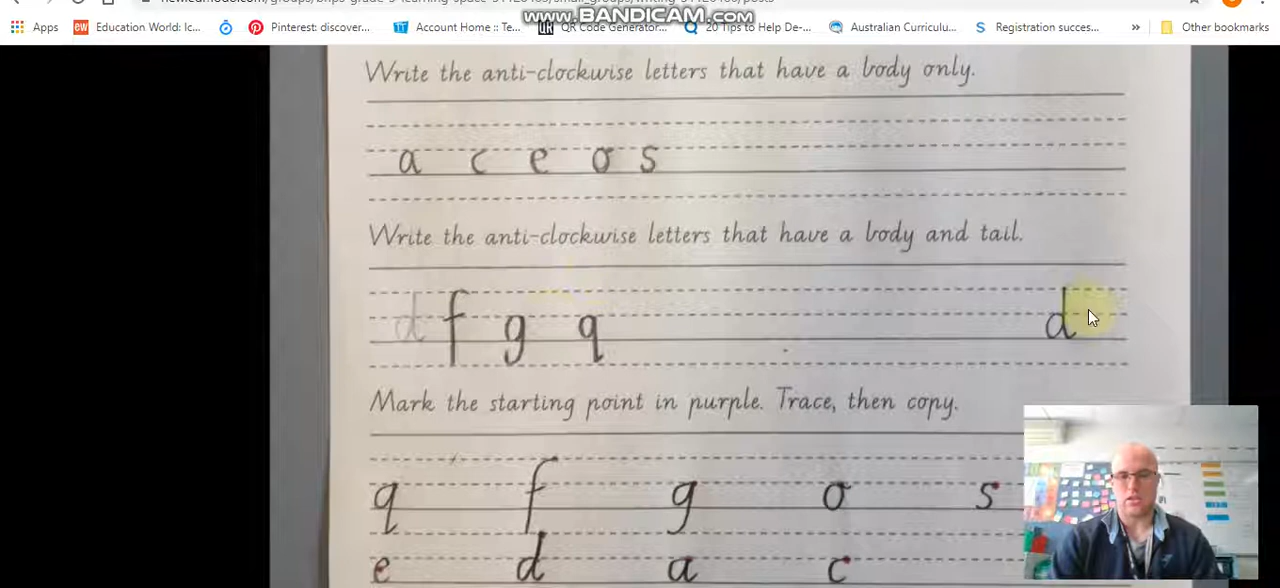 www.BANDICAM.com
Apps Education World: Ic... Pinterest: discover... Account Home :: Te... QR Code Generator... 20 Tips to Help De-... Australian Curriculu... Registration succes... » Other bookmarks
Write the anti-clockwise letters that have a body only.
a c e o s
Write the anti-clockwise letters that have a body and tail.
d f g q d
Mark the starting point in purple. Trace, then copy.
q f g o s
e d a c